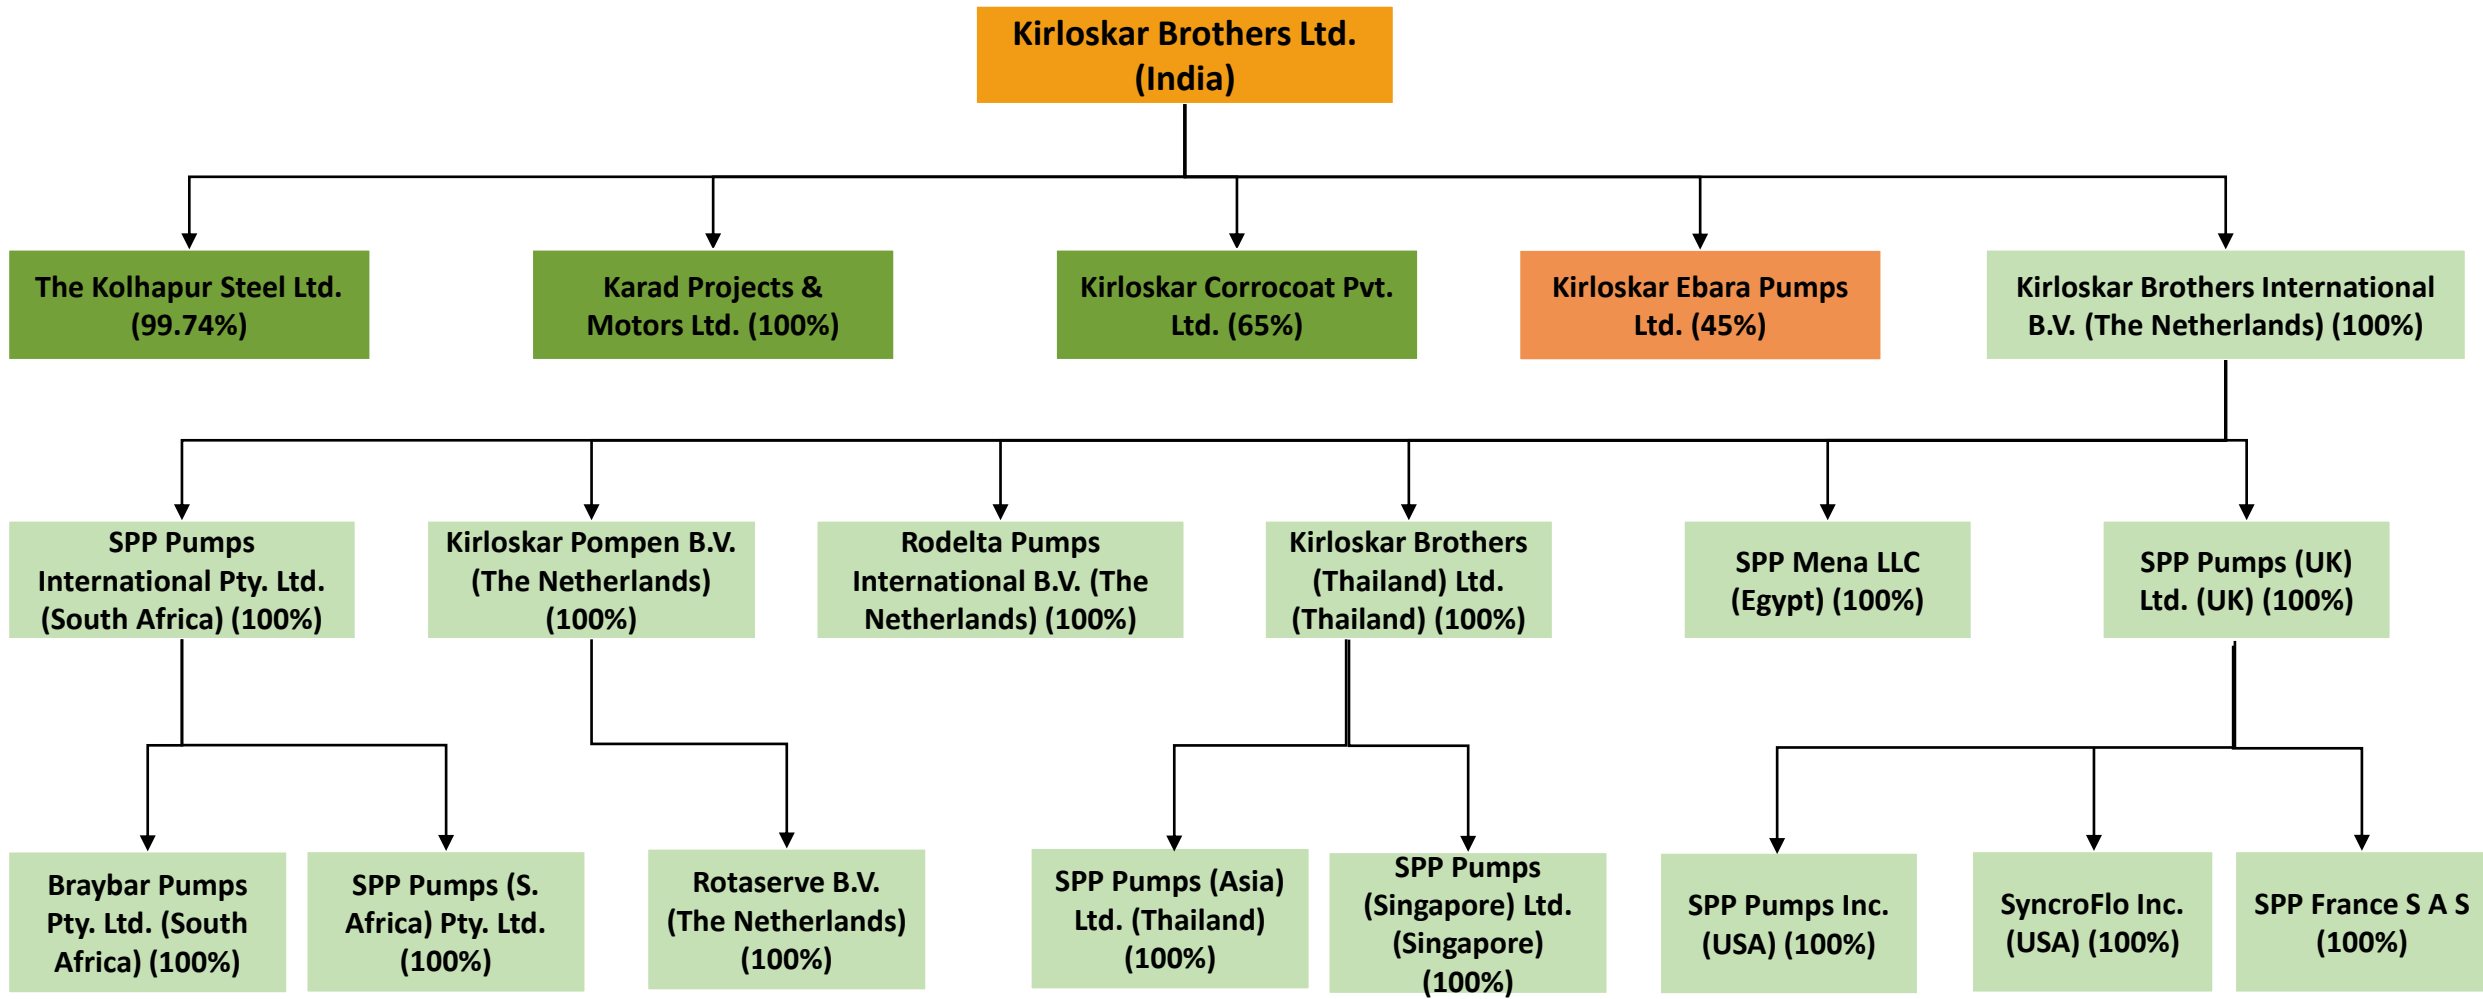 Kirloskar Brothers Ltd.
(India)
The Kolhapur Steel Ltd.
(99.74%)
Karad Projects &
Motors Ltd. (100%)
Kirloskar Corrocoat Pvt.
Ltd. (65%)
Kirloskar Ebara Pumps
Ltd. (45%)
Kirloskar Brothers International
B.V. (The Netherlands) (100%)
SPP Pumps
International Pty. Ltd.
(South Africa) (100%)
Kirloskar Pompen B.V.
(The Netherlands)
(100%)
Rodelta Pumps
International B.V. (The
Netherlands) (100%)
Kirloskar Brothers
(Thailand) Ltd.
(Thailand) (100%)
SPP Mena LLC
(Egypt) (100%)
SPP Pumps (UK)
Ltd. (UK) (100%)
Braybar Pumps
Pty. Ltd. (South
Africa) (100%)
SPP Pumps (S.
Africa) Pty. Ltd.
(100%)
Rotaserve B.V.
(The Netherlands)
(100%)
SPP Pumps (Asia)
Ltd. (Thailand)
(100%)
SPP Pumps
(Singapore) Ltd.
(Singapore)
(100%)
SPP Pumps Inc.
(USA) (100%)
SyncroFlo Inc.
(USA) (100%)
SPP France S A S
(100%)